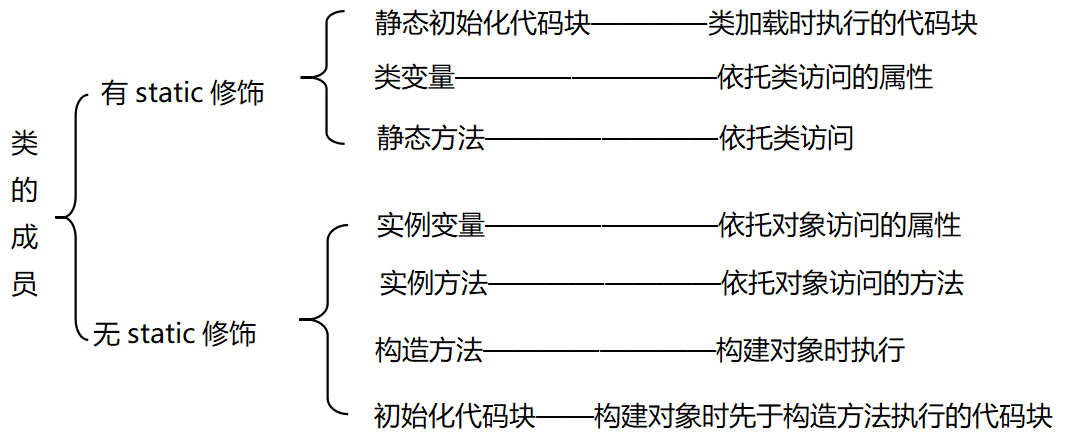 类的成员
有 static 修饰
静态初始化代码块————类加载时执行的代码块
类变量—————————依托类访问的属性
静态方法————————依托类访问
无 static 修饰
实例变量————————依托对象访问的属性
实例方法————————依托对象访问的方法
构造方法————————构建对象时执行
初始化代码块——构建对象时先于构造方法执行的代码块